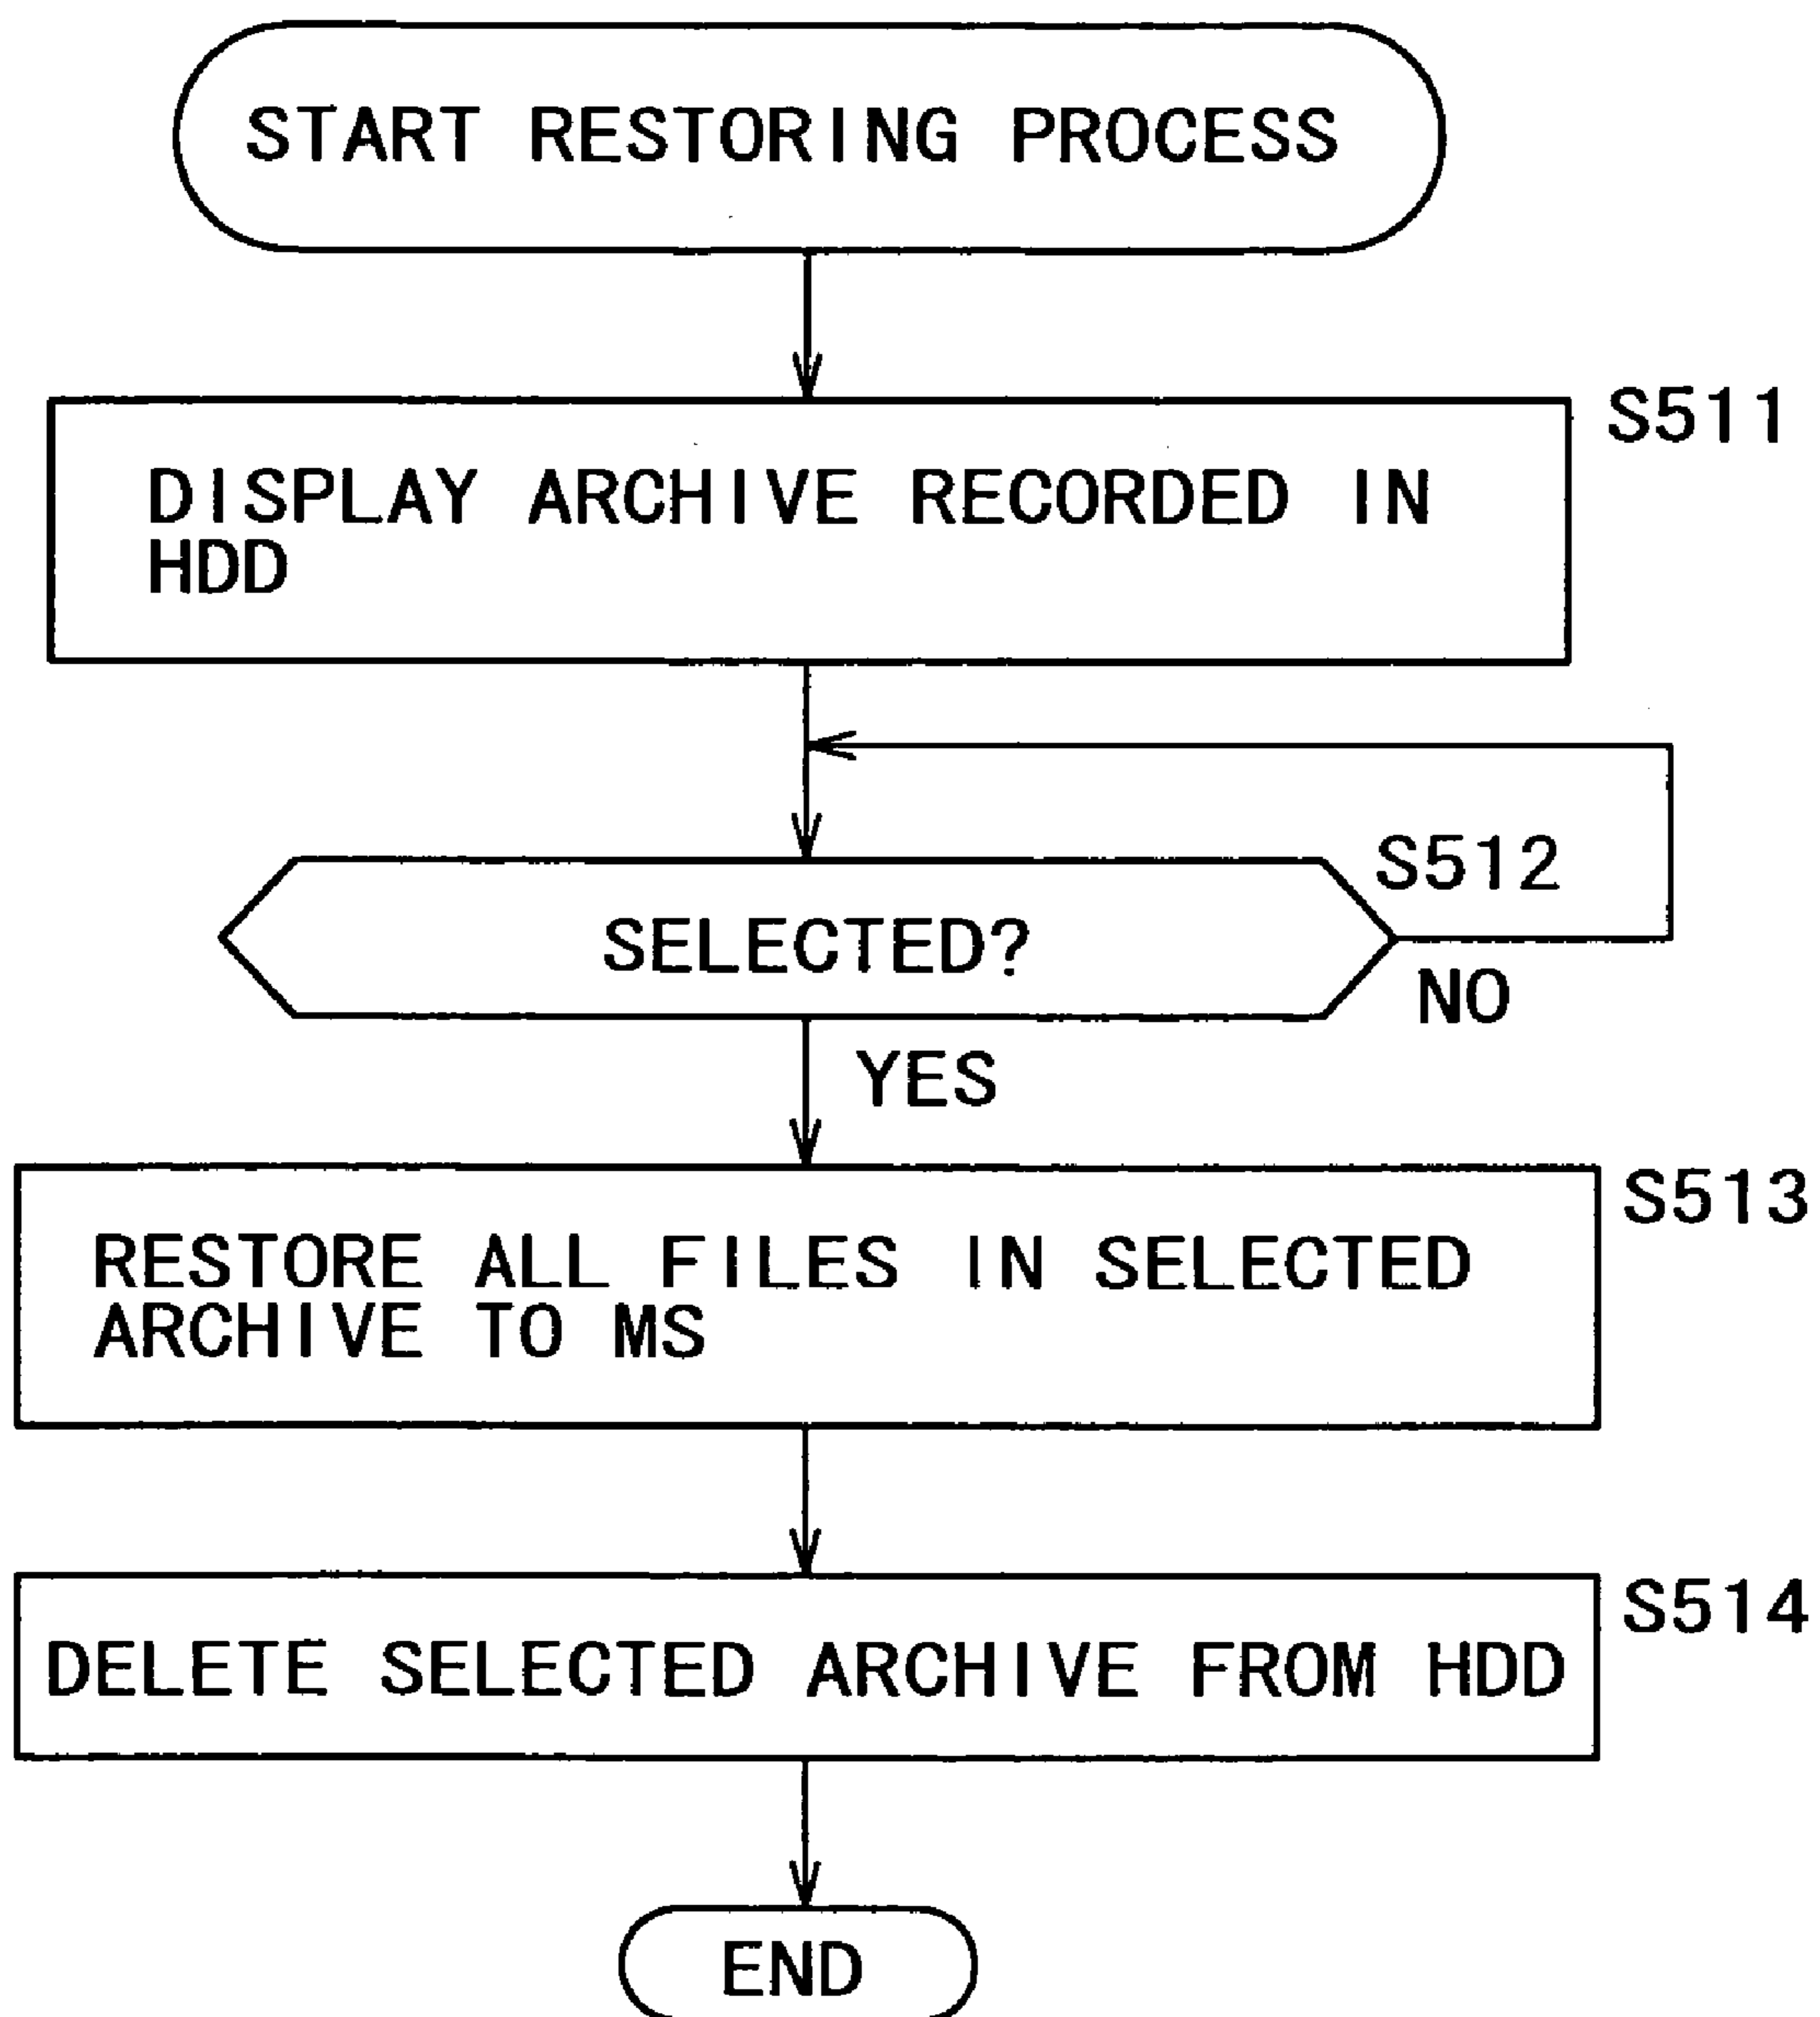 START RESTORING PROCESS
S511
DISPLAY ARCHIVE RECORDED IN
HDD
S512
SELECTED?
NO
YES
S513
RESTORE ALL FILES IN SELECTED
ARCHIVE TO MS
S514
DELETE SELECTED ARCHIVE FROM HDD
END